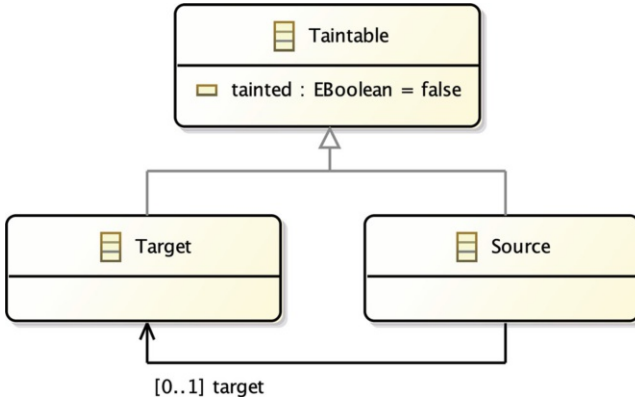 Taintable
tainted : EBoolean = false
Target
Source
[0..1] target